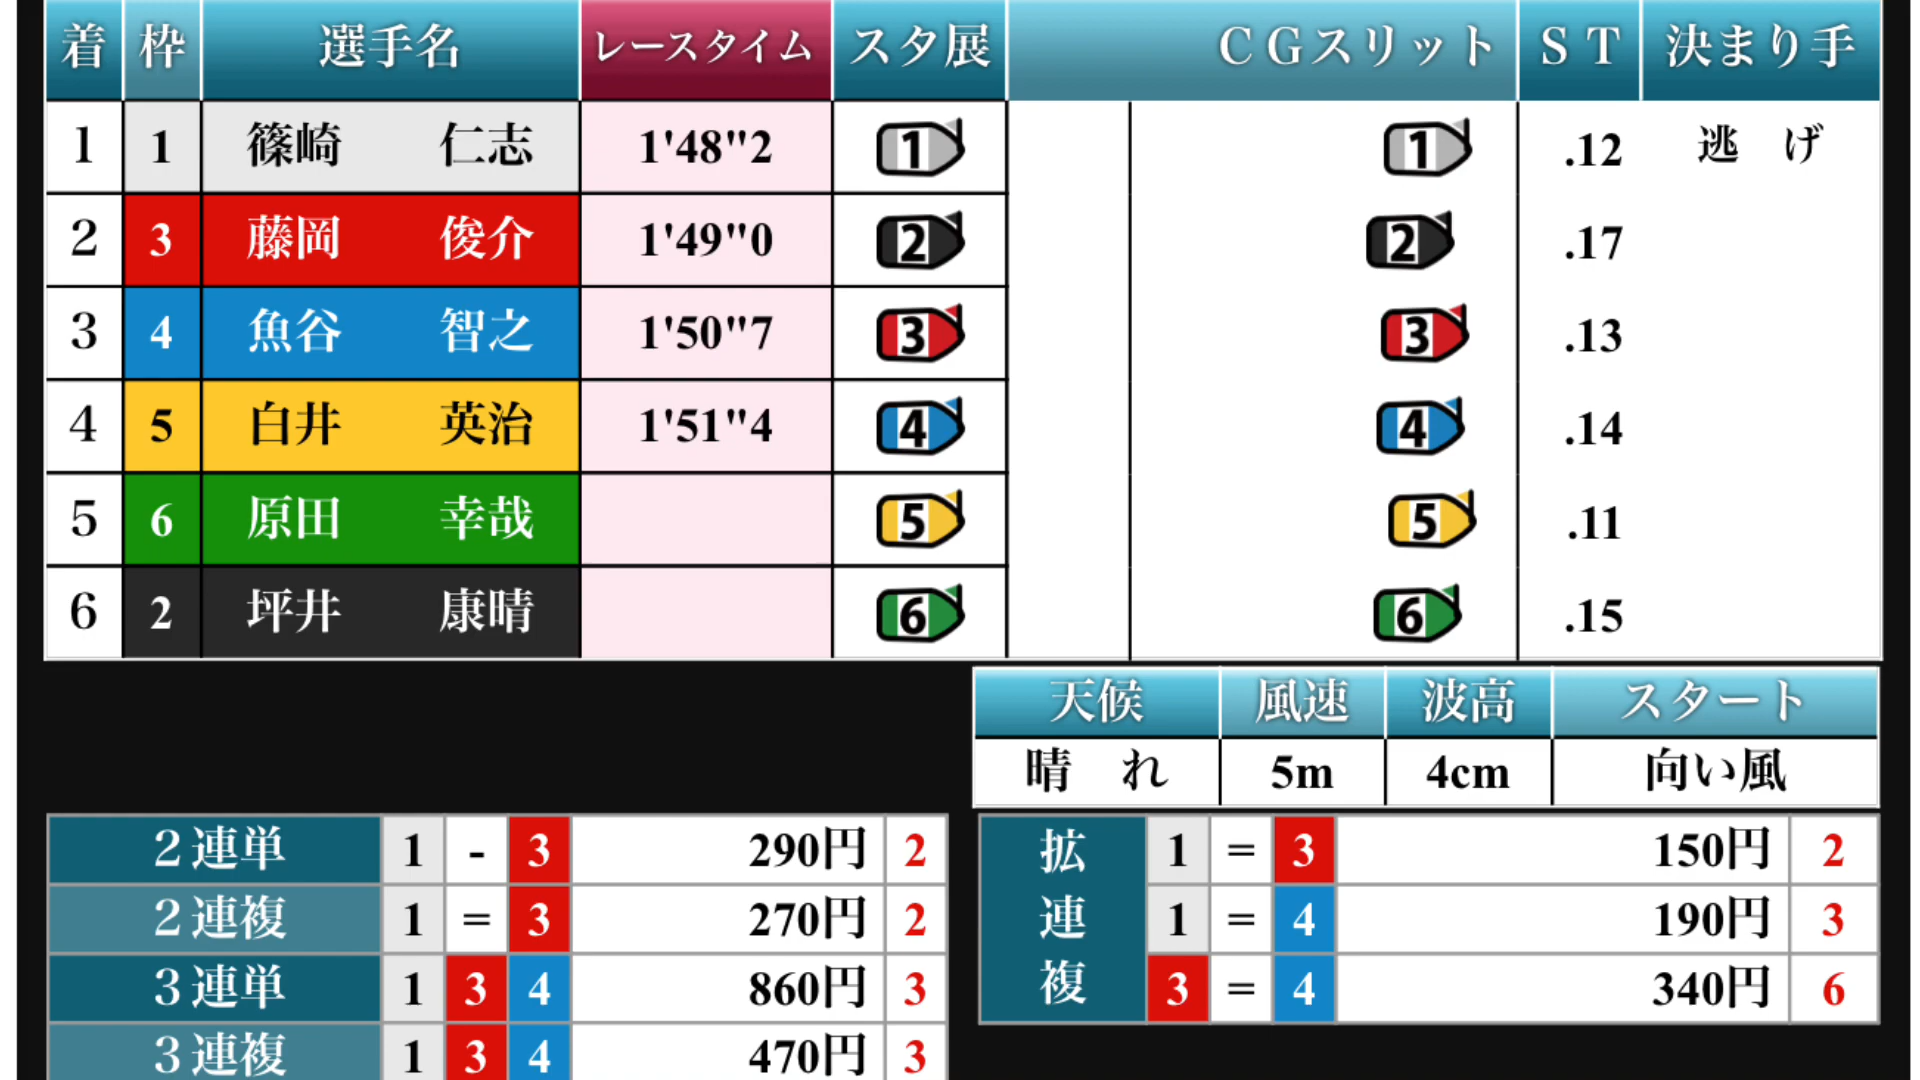 着 枠 選手名 レースタイム スタ展 CGスリット ST 決まり手
1 1 篠崎 仁志 1'48"2 1 1 .12 逃 げ
2 3 藤岡 俊介 1'49"0 2 2 .17
3 4 魚谷 智之 1'50"7 3 3 .13
4 5 白井 英治 1'51"4 4 4 .14
5 6 原田 幸哉 5 5 .11
6 2 坪井 康晴 6 6 .15
天候 風速 波高 スタート
晴 れ 5m 4cm 向い風
2連単 1 - 3 290円 2
2連複 1 = 3 270円 2
3連単 1 3 4 860円 3
3連複 1 3 4 470円 3
拡連複 1 = 3 150円 2
1 = 4 190円 3
3 = 4 340円 6